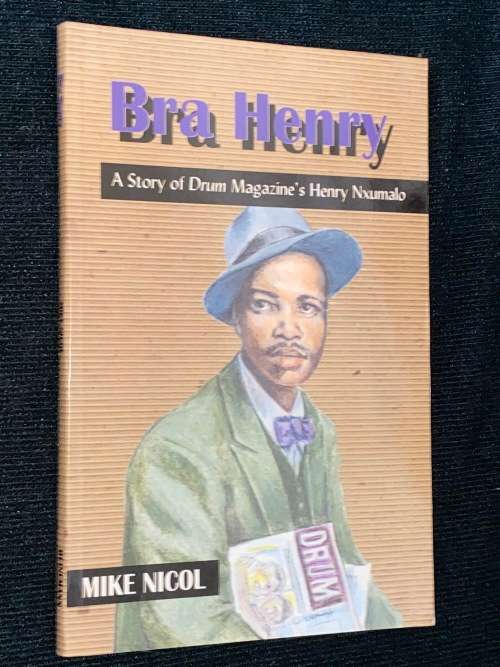 Bra Henry
A Story of Drum Magazine's Henry Nxumalo
DRUM
MIKE NICOL